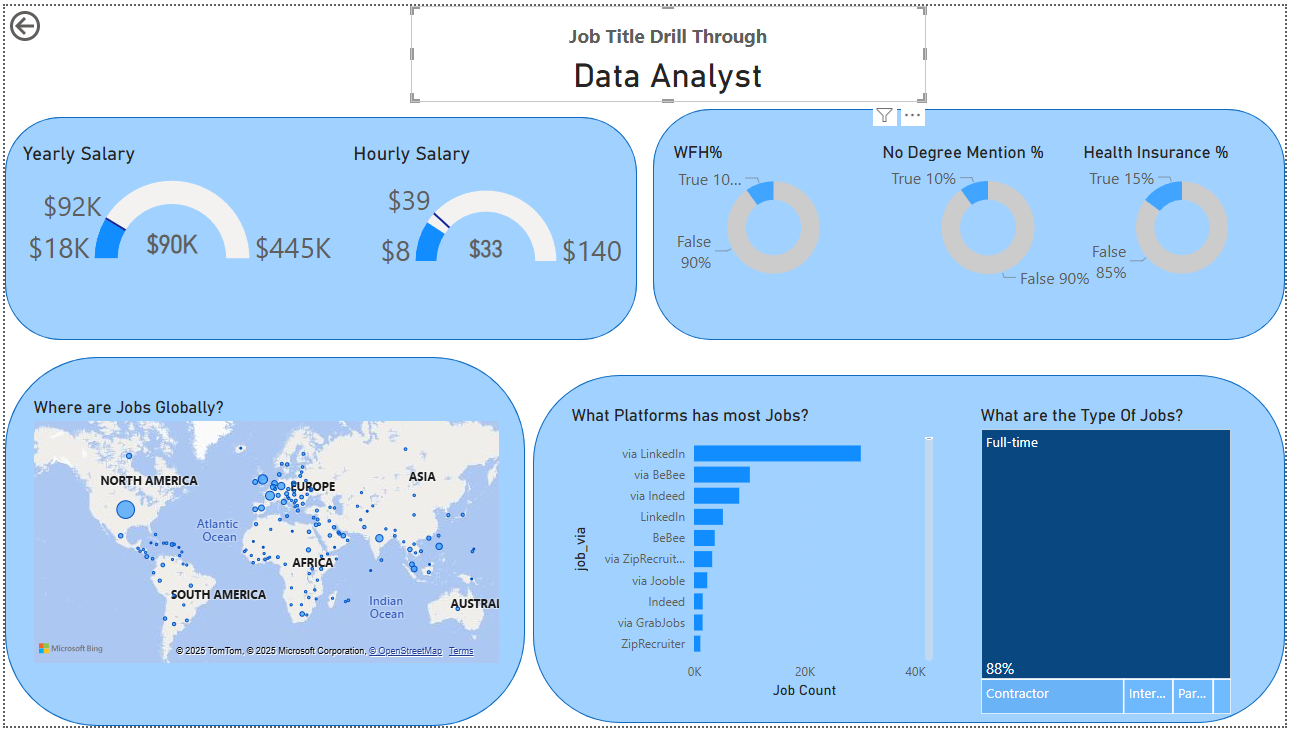 Job Title Drill Through
Data Analyst
Yearly Salary
$92K
$18K
$90K
$445K
Hourly Salary
$39
$8
$33
$140
WFH%
True 10...
False
90%
No Degree Mention %
True 10%
False 90%
Health Insurance %
True 15%
False
85%
Where are Jobs Globally?
NORTH AMERICA
EUROPE
ASIA
Atlantic
Ocean
AFRICA
SOUTH AMERICA
Indian
Ocean
AUSTRAL
Microsoft Bing
© 2025 TomTom, © 2025 Microsoft Corporation, © OpenStreetMap Terms
What Platforms has most Jobs?
job_via
via LinkedIn
via BeBee
via Indeed
LinkedIn
BeBee
via ZipRecruit...
via Jooble
Indeed
via GrabJobs
ZipRecruiter
0K
20K
40K
Job Count
What are the Type Of Jobs?
Full-time
88%
Contractor
Inter...
Par...